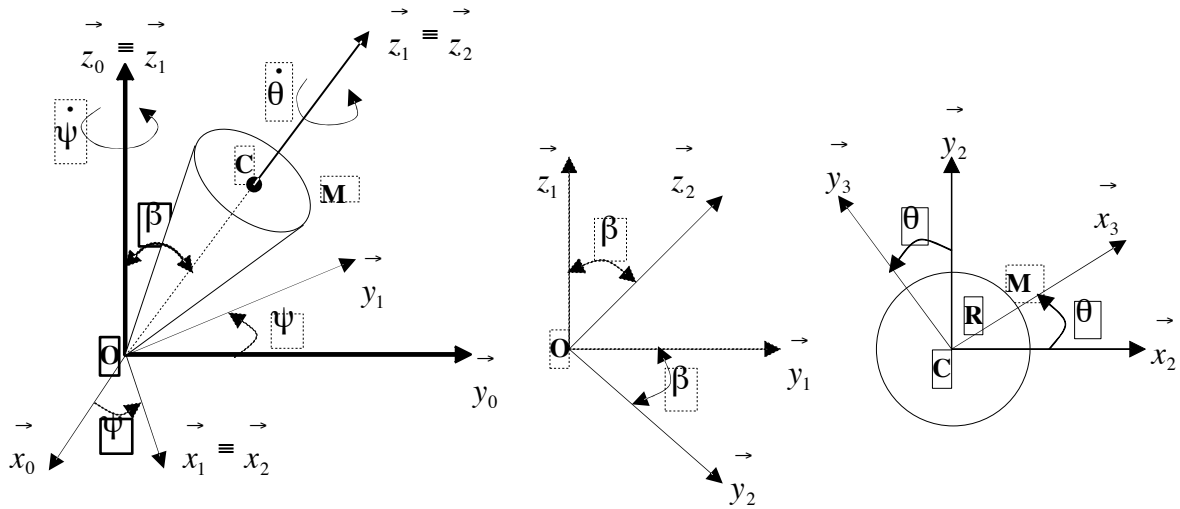 z₀ ≡ z₁
z₁ ≡ z₂
ψ̇
θ̇
C
M
β
y₁
ψ
O
y₀
ψ
x₀
x₁ ≡ x₂
z₁
z₂
β
O
y₁
β
y₂
y₂
y₃
θ
x₃
M
R
θ
C
x₂